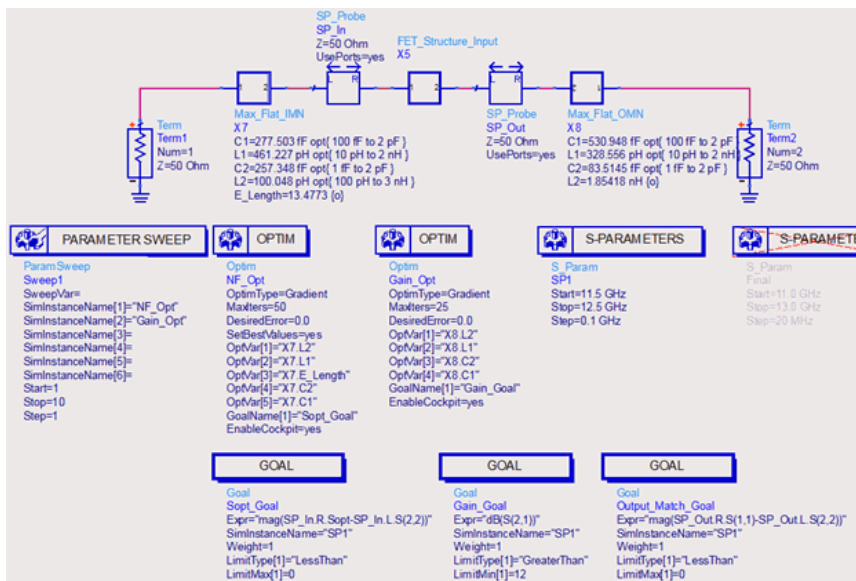 SP_Probe
SP_In
Z=50 Ohm
UsePorts=yes
FET_Structure_Input
X5
1
2
L
R
1
2
L
R
2
1
Term
Term1
Num=1
Z=50 Ohm
Max_Flat_IMN
X7
C1=277.503 fF opt{ 100 fF to 2 pF }
L1=461.227 pH opt{ 10 pH to 2 nH }
C2=257.348 fF opt{ 1 fF to 2 pF }
L2=100.048 pH opt{ 100 pH to 3 nH }
E_Length=13.4773 {o}
SP_Probe
SP_Out
Z=50 Ohm
UsePorts=yes
Max_Flat_OMN
X8
C1=530.948 fF opt{ 100 fF to 2 pF }
L1=328.556 pH opt{ 10 pH to 2 nH }
C2=83.5145 fF opt{ 1 fF to 2 pF }
L2=1.85418 nH {o}
Term
Term2
Num=2
Z=50 Ohm
PARAMETER SWEEP
ParamSweep
Sweep1
SweepVar=
SimInstanceName[1]="NF_Opt"
SimInstanceName[2]="Gain_Opt"
SimInstanceName[3]=
SimInstanceName[4]=
SimInstanceName[5]=
SimInstanceName[6]=
Start=1
Stop=10
Step=1
OPTIM
Optim
NF_Opt
OptimType=Gradient
MaxIters=50
DesiredError=0.0
SetBestValues=yes
OptVar[1]="X7.L2"
OptVar[2]="X7.L1"
OptVar[3]="X7.E_Length"
OptVar[4]="X7.C2"
OptVar[5]="X7.C1"
GoalName[1]="Sopt_Goal"
EnableCockpit=yes
OPTIM
Optim
Gain_Opt
OptimType=Gradient
MaxIters=25
DesiredError=0.0
OptVar[1]="X8.L2"
OptVar[2]="X8.L1"
OptVar[3]="X8.C2"
OptVar[4]="X8.C1"
GoalName[1]="Gain_Goal"
EnableCockpit=yes
S-PARAMETERS
S_Param
SP1
Start=11.5 GHz
Stop=12.5 GHz
Step=0.1 GHz
S-PARAMETE
S_Param
Final
Start=11.0 GHz
Stop=13.0 GHz
Step=20 MHz
GOAL
Goal
Sopt_Goal
Expr="mag(SP_In.R.Sopt-SP_In.L.S(2,2))"
SimInstanceName="SP1"
Weight=1
LimitType[1]="LessThan"
LimitMax[1]=0
GOAL
Goal
Gain_Goal
Expr="dB(S(2,1))"
SimInstanceName="SP1"
Weight=1
LimitType[1]="GreaterThan"
LimitMin[1]=12
GOAL
Goal
Output_Match_Goal
Expr="mag(SP_Out.R.S(1,1)-SP_Out.L.S(2,2))"
SimInstanceName="SP1"
Weight=1
LimitType[1]="LessThan"
LimitMax[1]=0